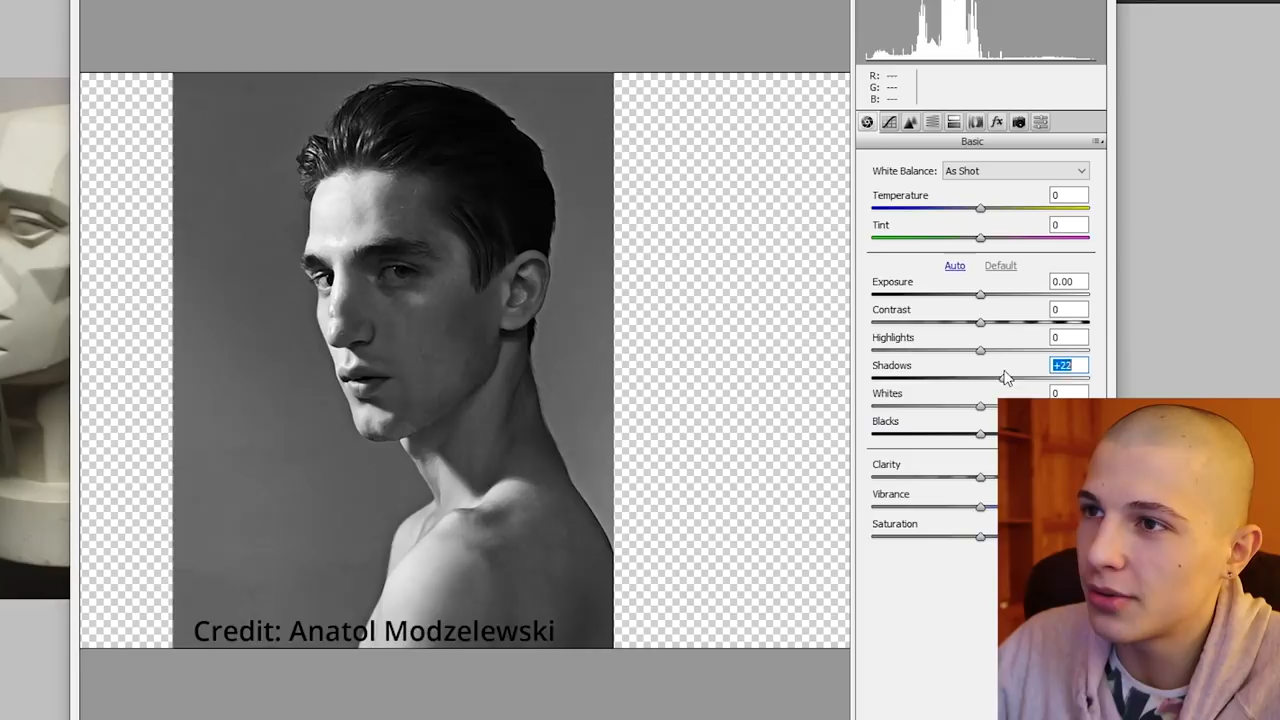 R: ---
G: ---
B: ---
fx
Basic
White Balance: As Shot
Temperature 0
Tint 0
Auto Default
Exposure 0.00
Contrast 0
Highlights 0
Shadows +22
Whites 0
Blacks
Clarity
Vibrance
Saturation
Credit: Anatol Modzelewski